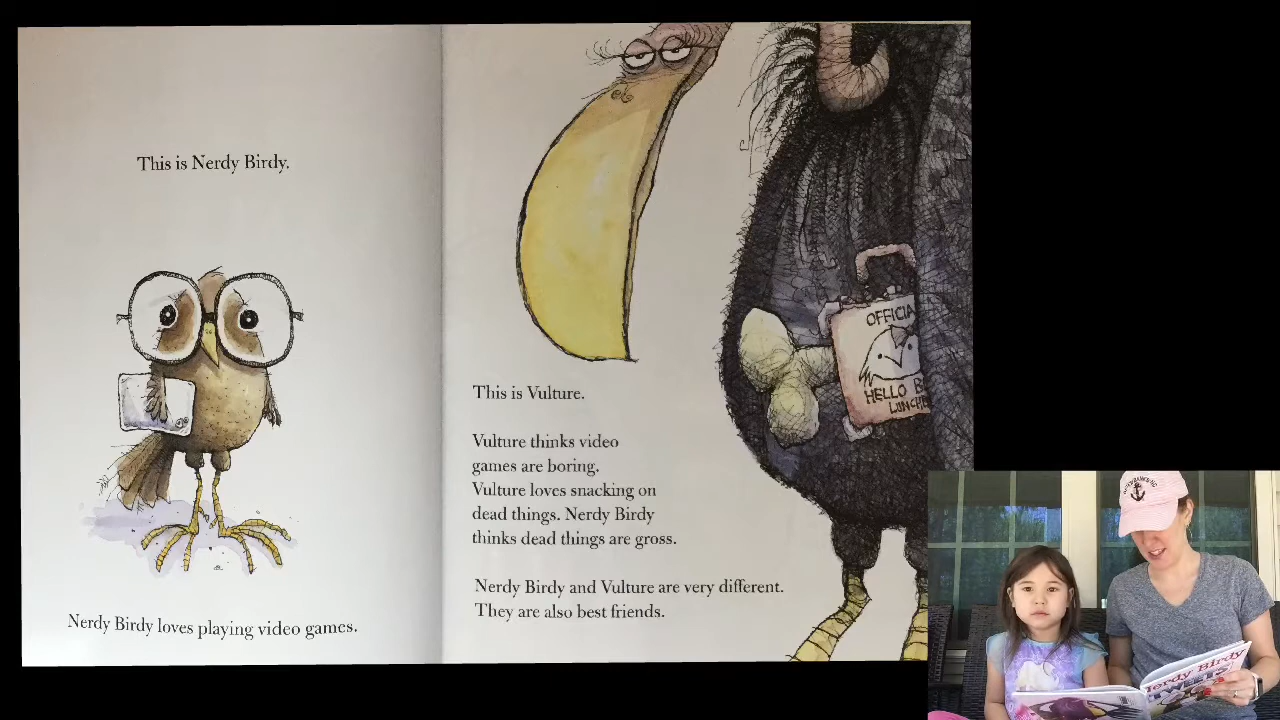 This is Nerdy Birdy.
Nerdy Birdy loves playing video games.
This is Vulture.
Vulture thinks video
games are boring.
Vulture loves snacking on
dead things. Nerdy Birdy
thinks dead things are gross.
Nerdy Birdy and Vulture are very different.
They are also best friends.
OFFICIA
HELLO B
LUNCH
Nerdy Birdy